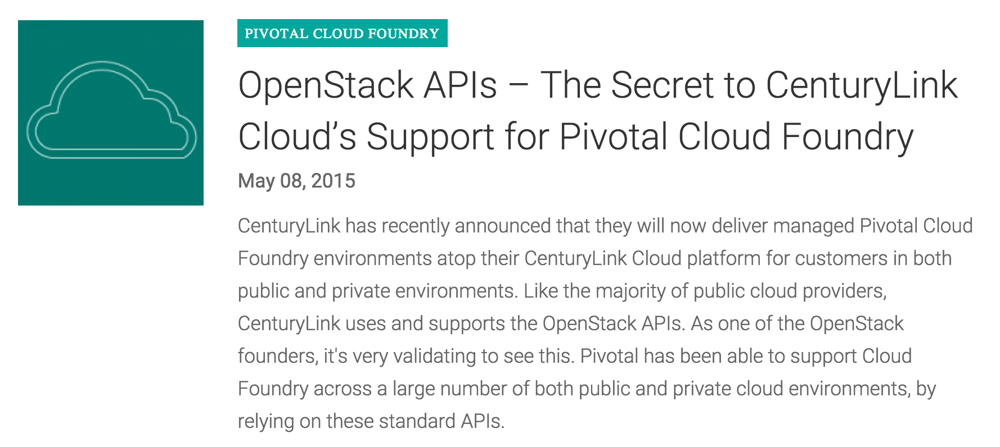 PIVOTAL CLOUD FOUNDRY
OpenStack APIs – The Secret to CenturyLink
Cloud’s Support for Pivotal Cloud Foundry
May 08, 2015
CenturyLink has recently announced that they will now deliver managed Pivotal Cloud
Foundry environments atop their CenturyLink Cloud platform for customers in both
public and private environments. Like the majority of public cloud providers,
CenturyLink uses and supports the OpenStack APIs. As one of the OpenStack
founders, it's very validating to see this. Pivotal has been able to support Cloud
Foundry across a large number of both public and private cloud environments, by
relying on these standard APIs.